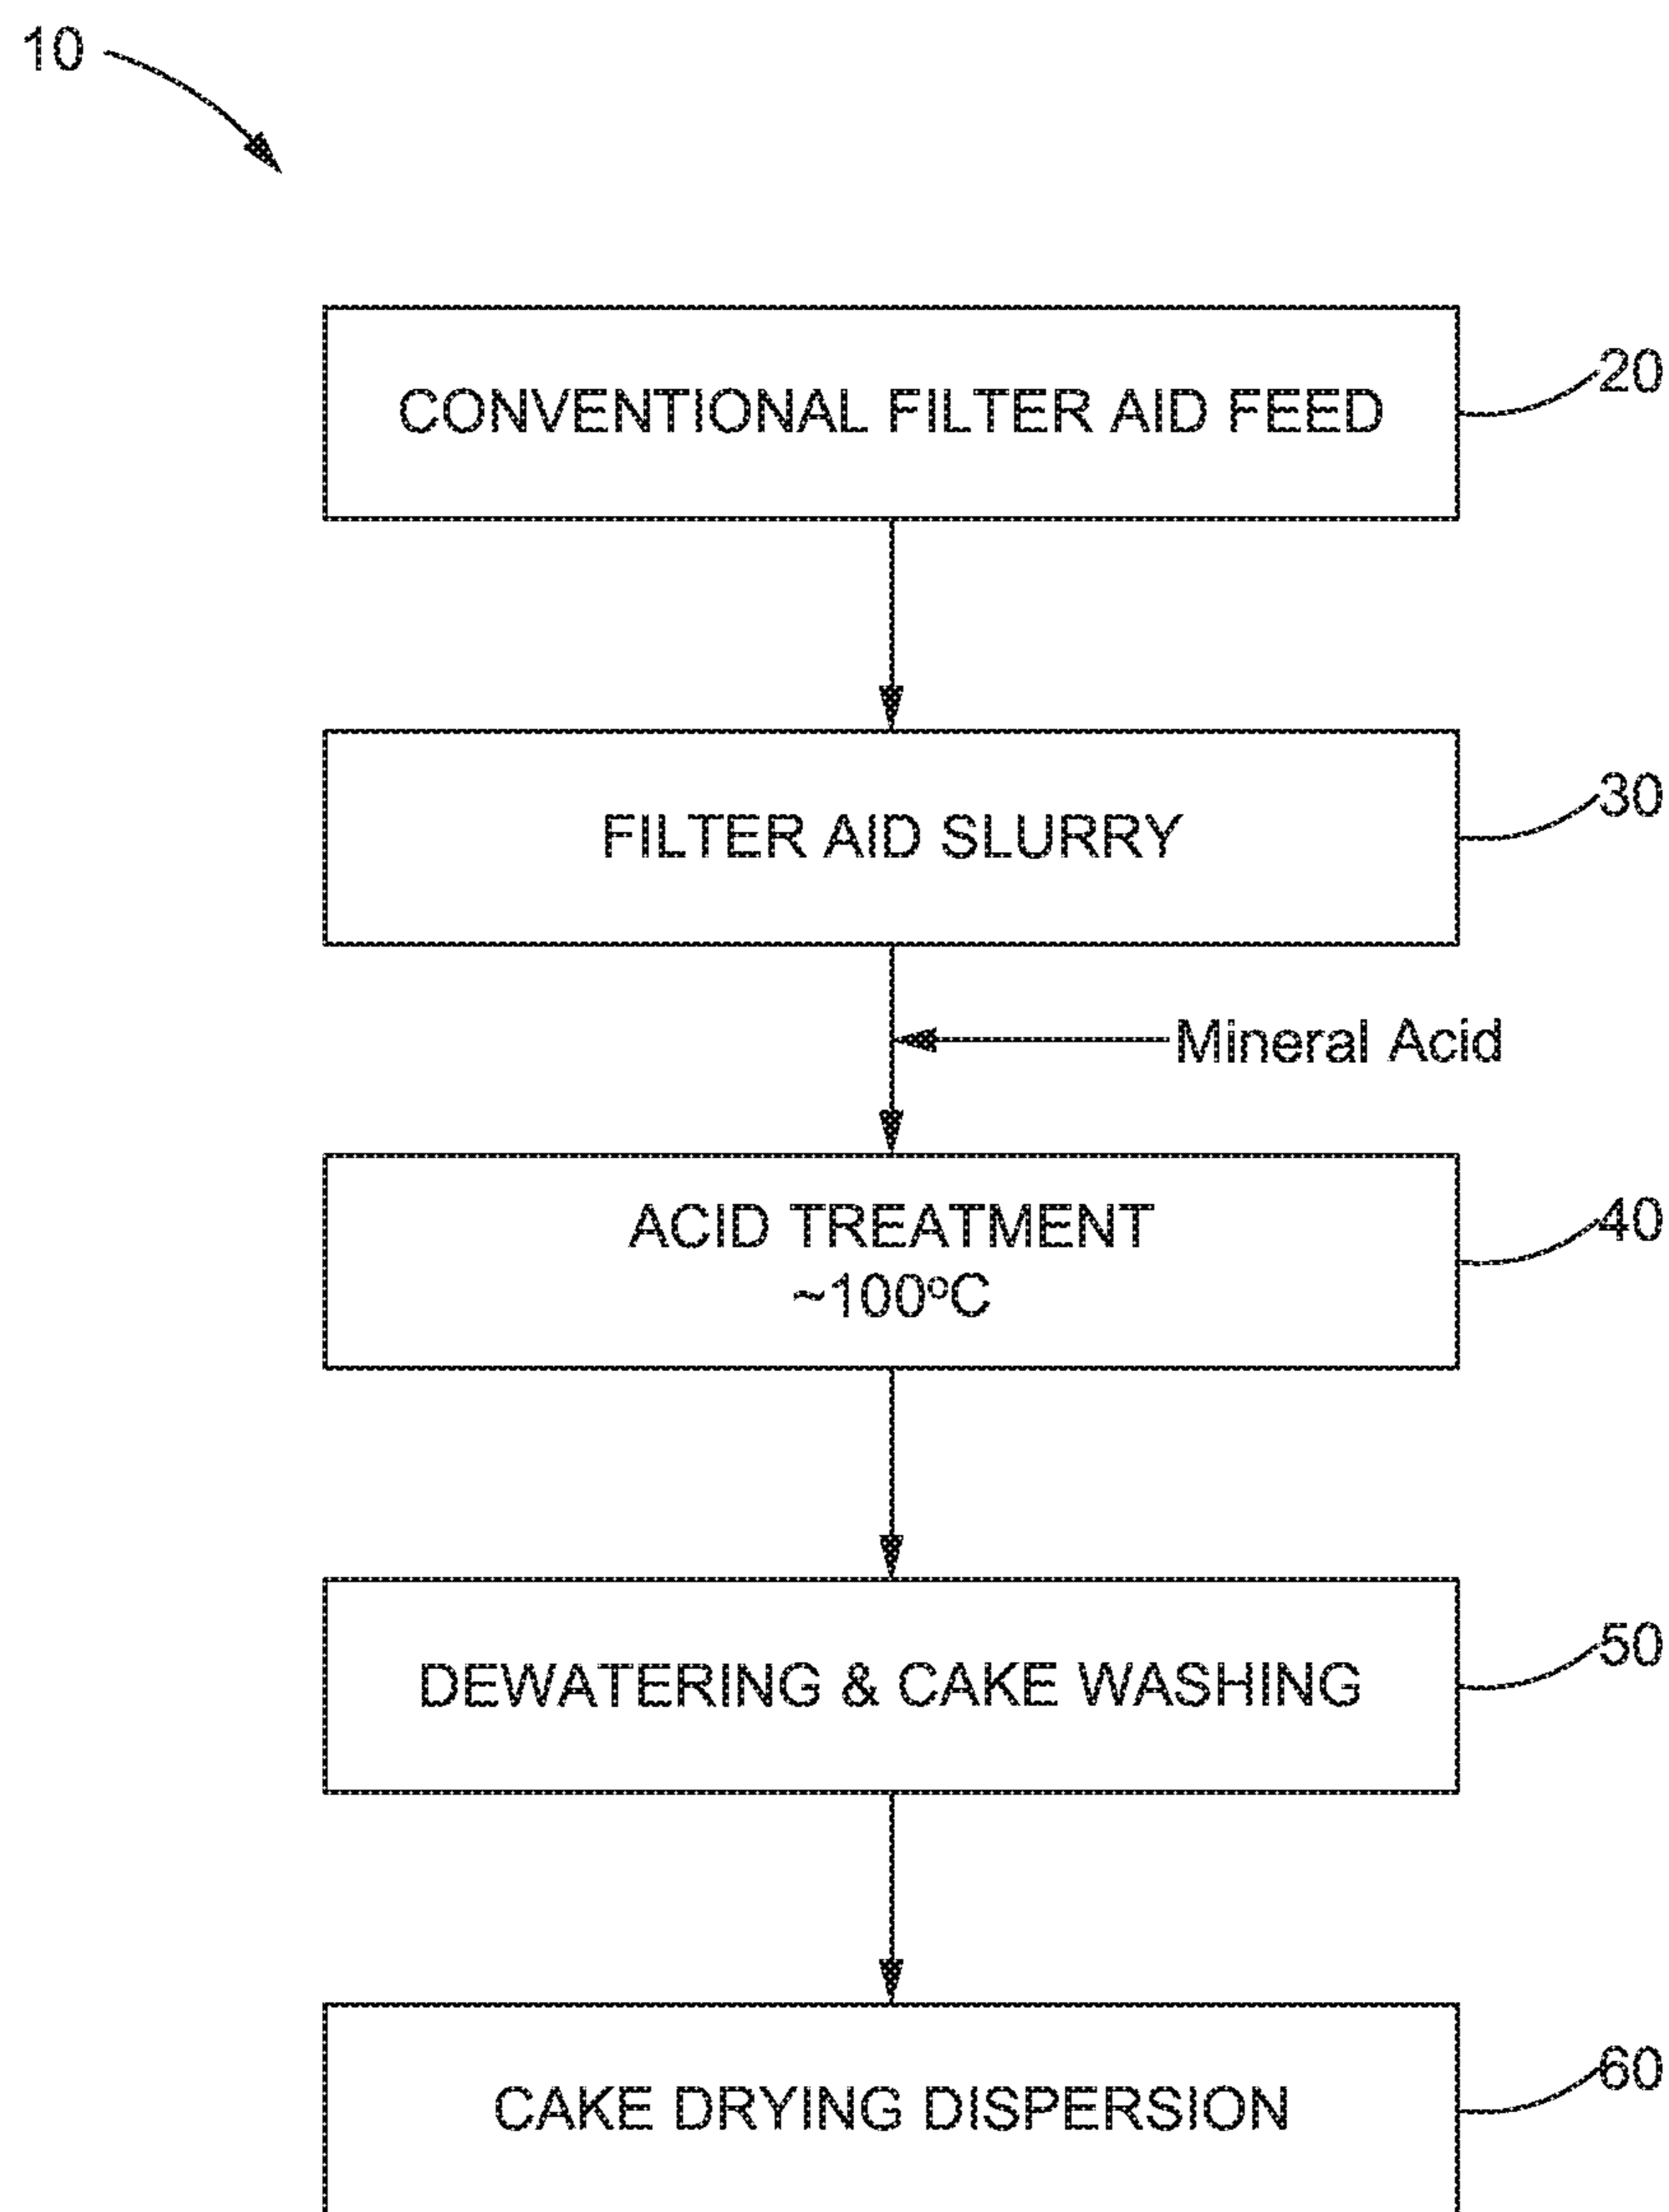 10
CONVENTIONAL FILTER AID FEED
20
FILTER AID SLURRY
30
Mineral Acid
ACID TREATMENT
~100°C
40
DEWATERING & CAKE WASHING
50
CAKE DRYING DISPERSION
60